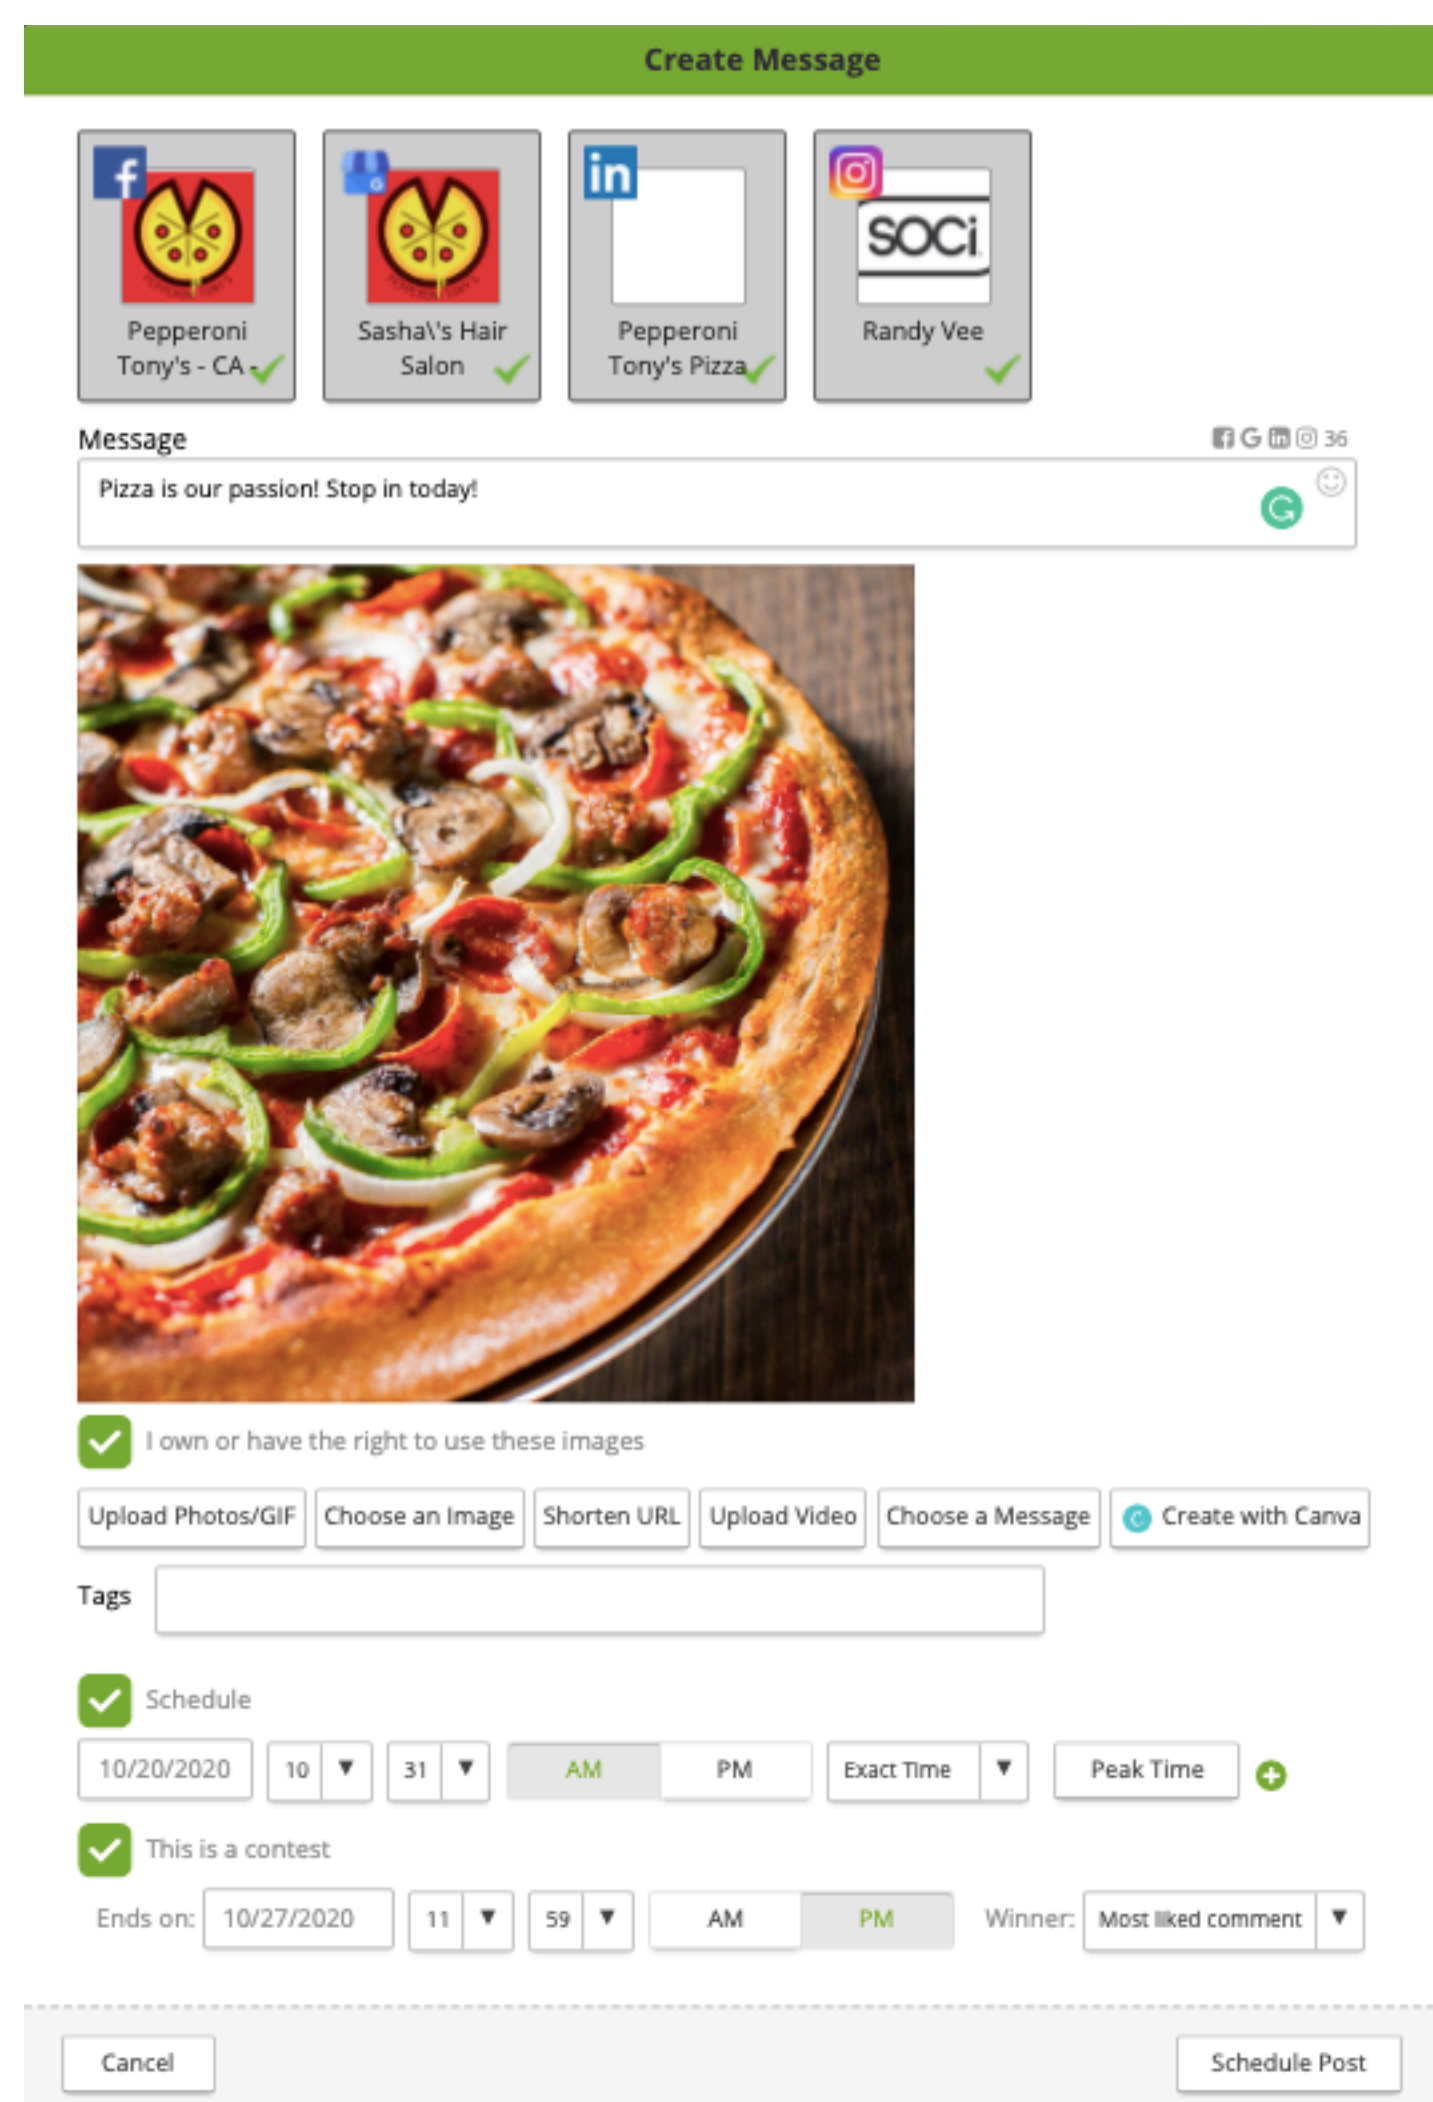 Create Message
Pepperoni
Tony's - CA -
Sasha\'s Hair
Salon
Pepperoni
Tony's Pizza
SOCi
Randy Vee
Message
36
Pizza is our passion! Stop in today!
I own or have the right to use these images
Upload Photos/GIF Choose an Image Shorten URL Upload Video Choose a Message Create with Canva
Tags
Schedule
10/20/2020 10 31 AM PM Exact Time Peak Time
This is a contest
Ends on: 10/27/2020 11 59 AM PM Winner: Most liked comment
Cancel Schedule Post